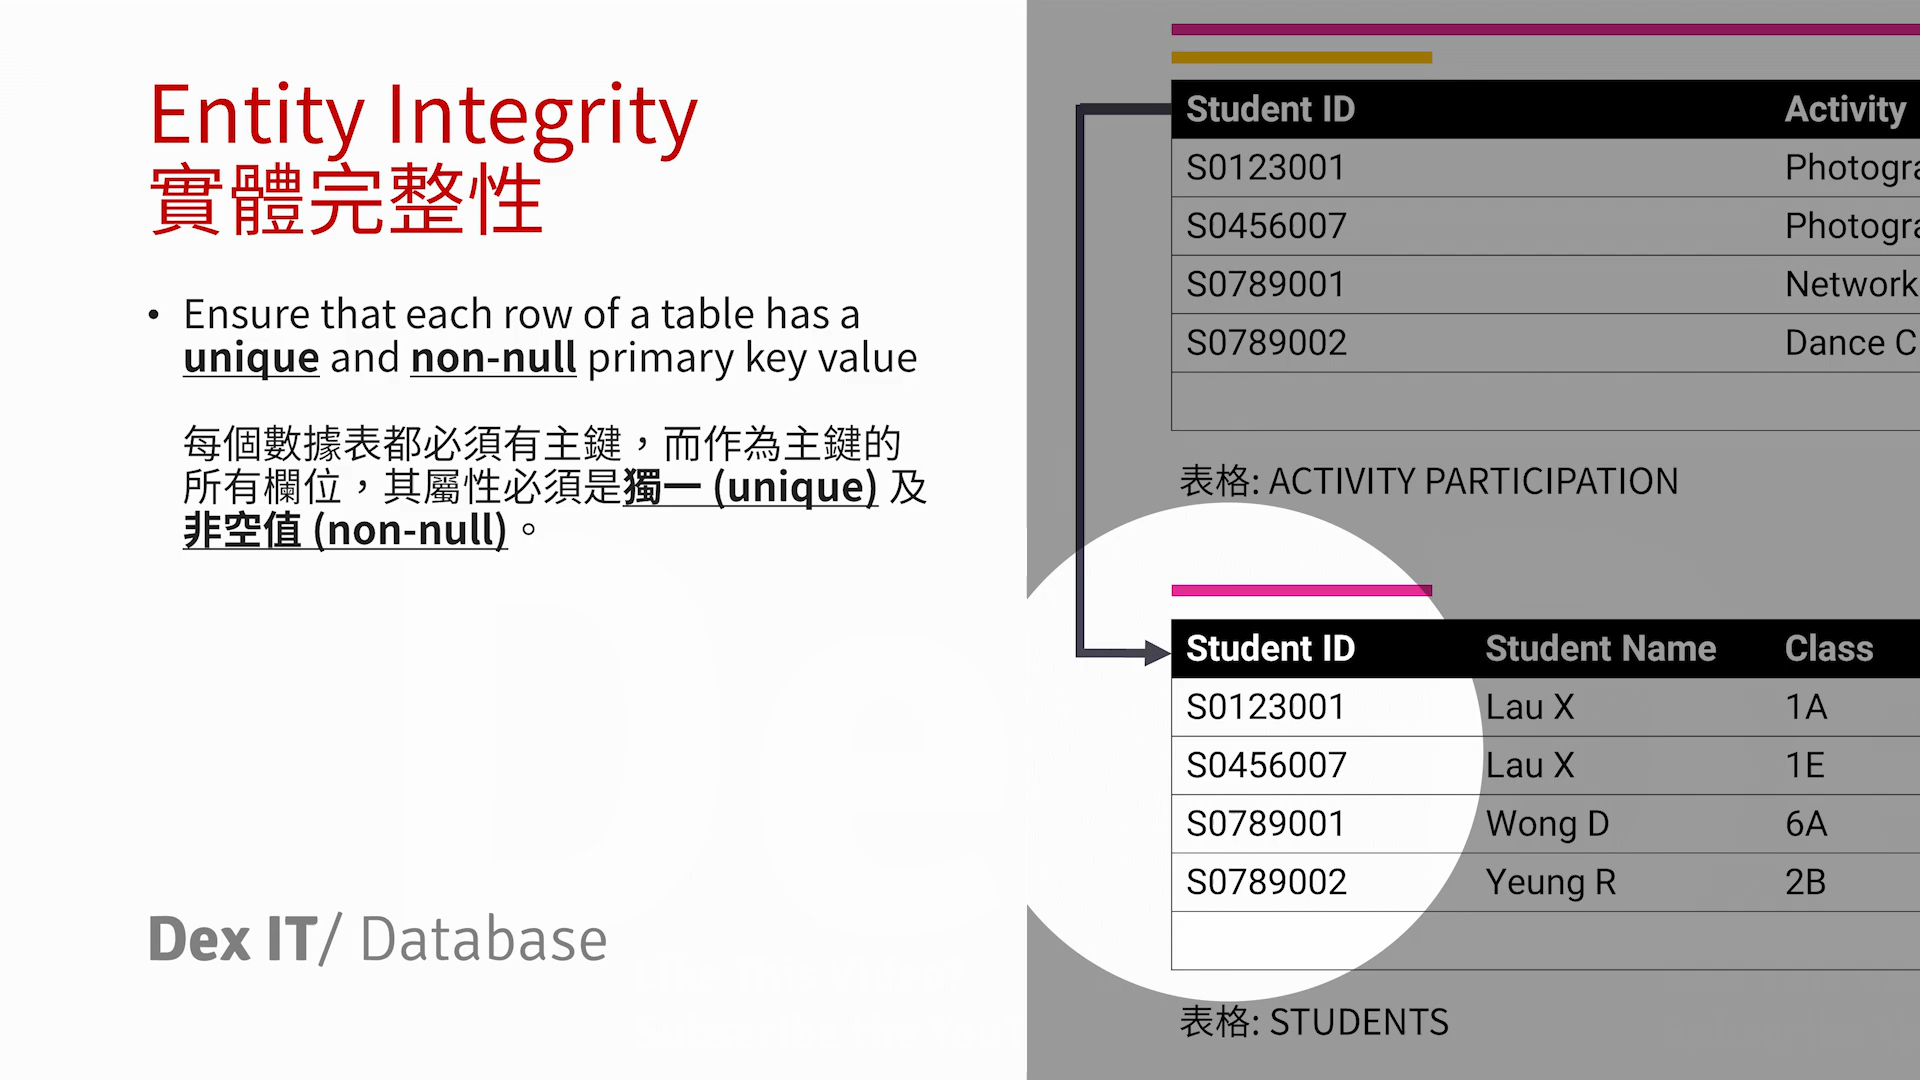 Entity Integrity
實體完整性
• Ensure that each row of a table has a
unique and non-null primary key value
每個數據表都必須有主鍵，而作為主鍵的
所有欄位，其屬性必須是獨一 (unique) 及
非空值 (non-null)。
Dex IT/ Database
Student ID Activity
S0123001 Photogra
S0456007 Photogra
S0789001 Network
S0789002 Dance C
表格: ACTIVITY PARTICIPATION
Student ID Student Name Class
S0123001 Lau X 1A
S0456007 Lau X 1E
S0789001 Wong D 6A
S0789002 Yeung R 2B
表格: STUDENTS